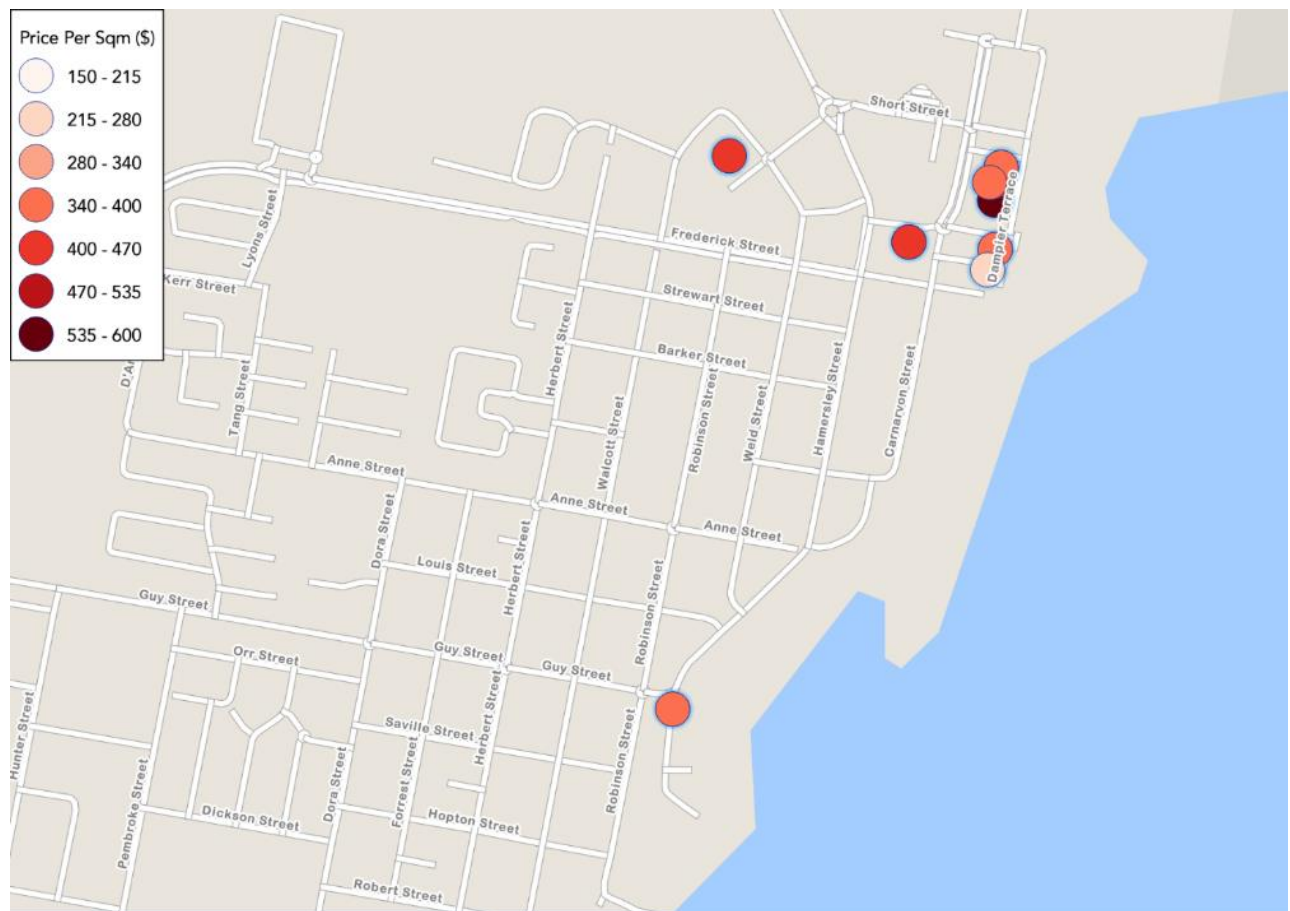 Price Per Sqm ($)
150 - 215
215 - 280
280 - 340
340 - 400
400 - 470
470 - 535
535 - 600
Short Street
Dampier Terrace
Lyons Street
Frederick Street
Kerr Street
Strewart Street
Herbert Street
Barker Street
D'A
Tang Street
Robinson Street
Weld Street
Hamersley Street
Carnarvon Street
Walcott Street
Anne Street
Anne Street
Anne Street
Dora Street
Louis Street
Herbert Street
Robinson Street
Guy Street
Guy Street
Guy Street
Orr Street
Hunter Street
Saville Street
Herbert Street
Robinson Street
Pembroke Street
Dora Street
Forrest Street
Dickson Street
Hopton Street
Robert Street